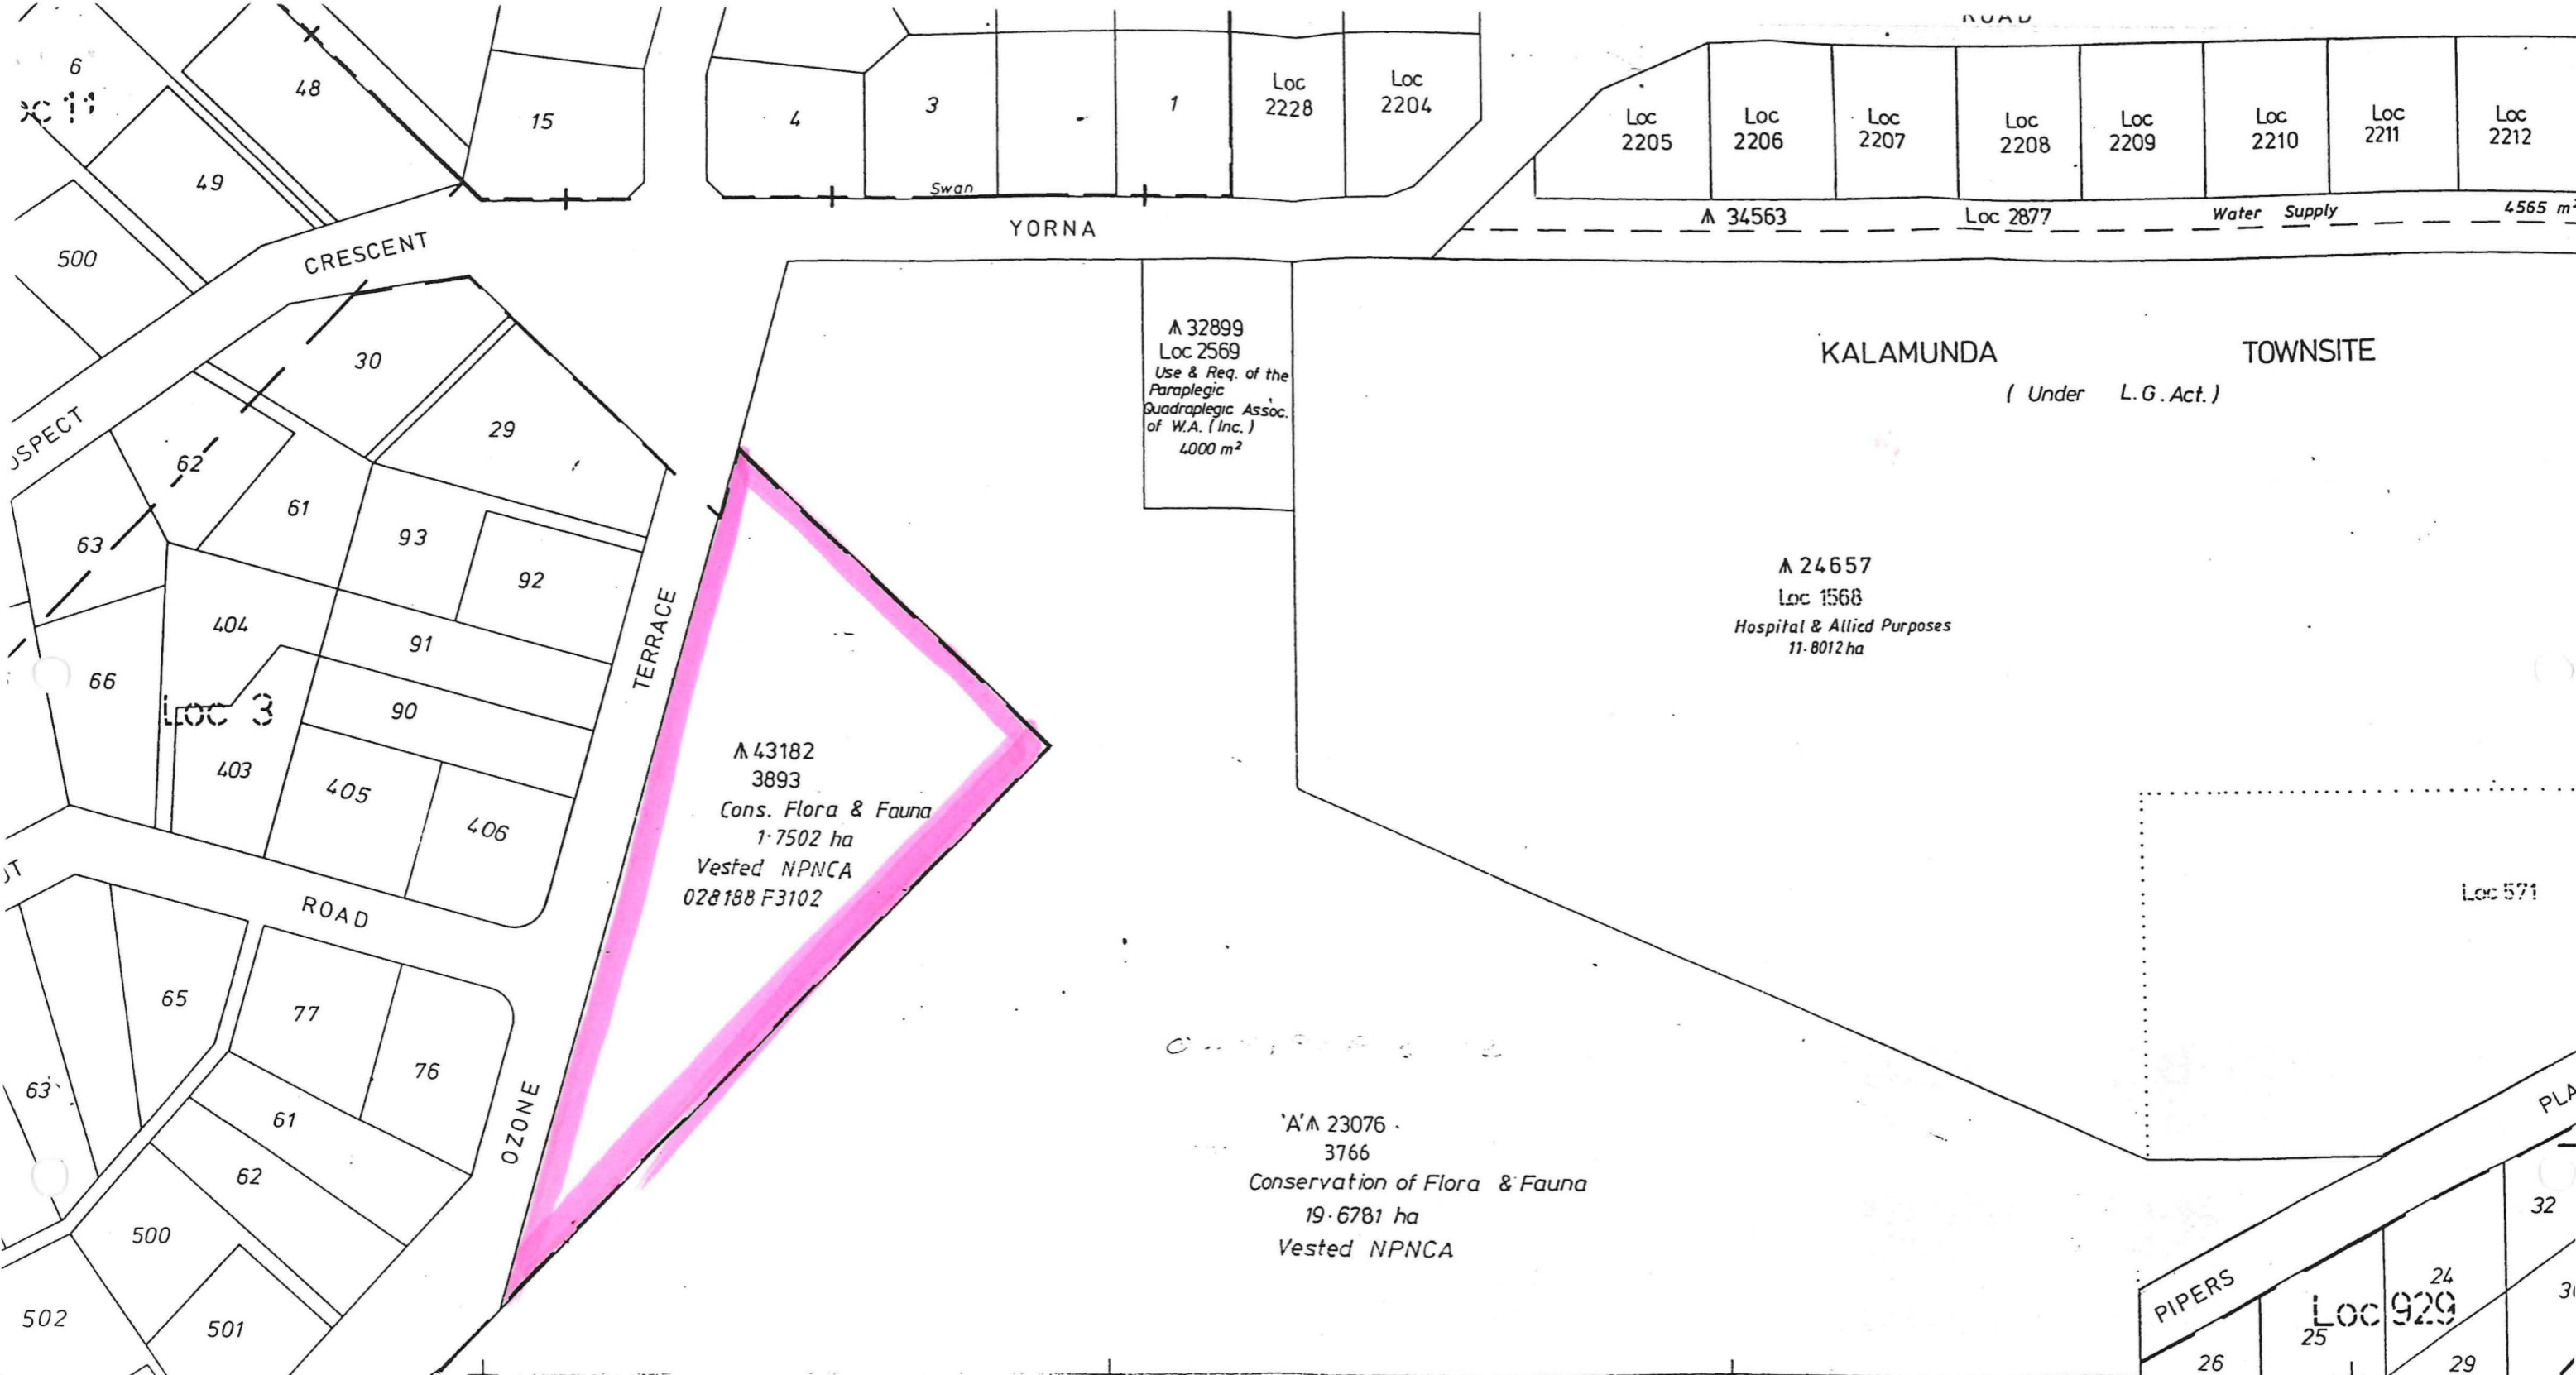 6
48
15
4
3
1
Loc
2228
Loc
2204
Loc
2205
Loc
2206
Loc
2207
Loc
2208
Loc
2209
Loc
2210
Loc
2211
Loc
2212
49
Swan
500
CRESCENT
YORNA
34563
Loc 2877
Water Supply
4565 m²
30
29
32899
Loc 2569
Use & Req. of the
Paraplegic
Quadraplegic Assoc.
of W.A. (Inc.)
4000 m²
KALAMUNDA TOWNSITE
( Under L.G. Act.)
62
61
63
93
92
24657
Loc 1568
Hospital & Allied Purposes
11.8012 ha
404
91
TERRACE
66
Loc 3
90
403
405
406
43182
3893
Cons. Flora & Fauna
1.7502 ha
Vested NPNCA
028188 F3102
Loc 571
ROAD
65
77
76
63
61
62
OZONE
500
501
502
'A' 23076
3766
Conservation of Flora & Fauna
19.6781 ha
Vested NPNCA
PIPERS
32
24
Loc 929
25
26
29